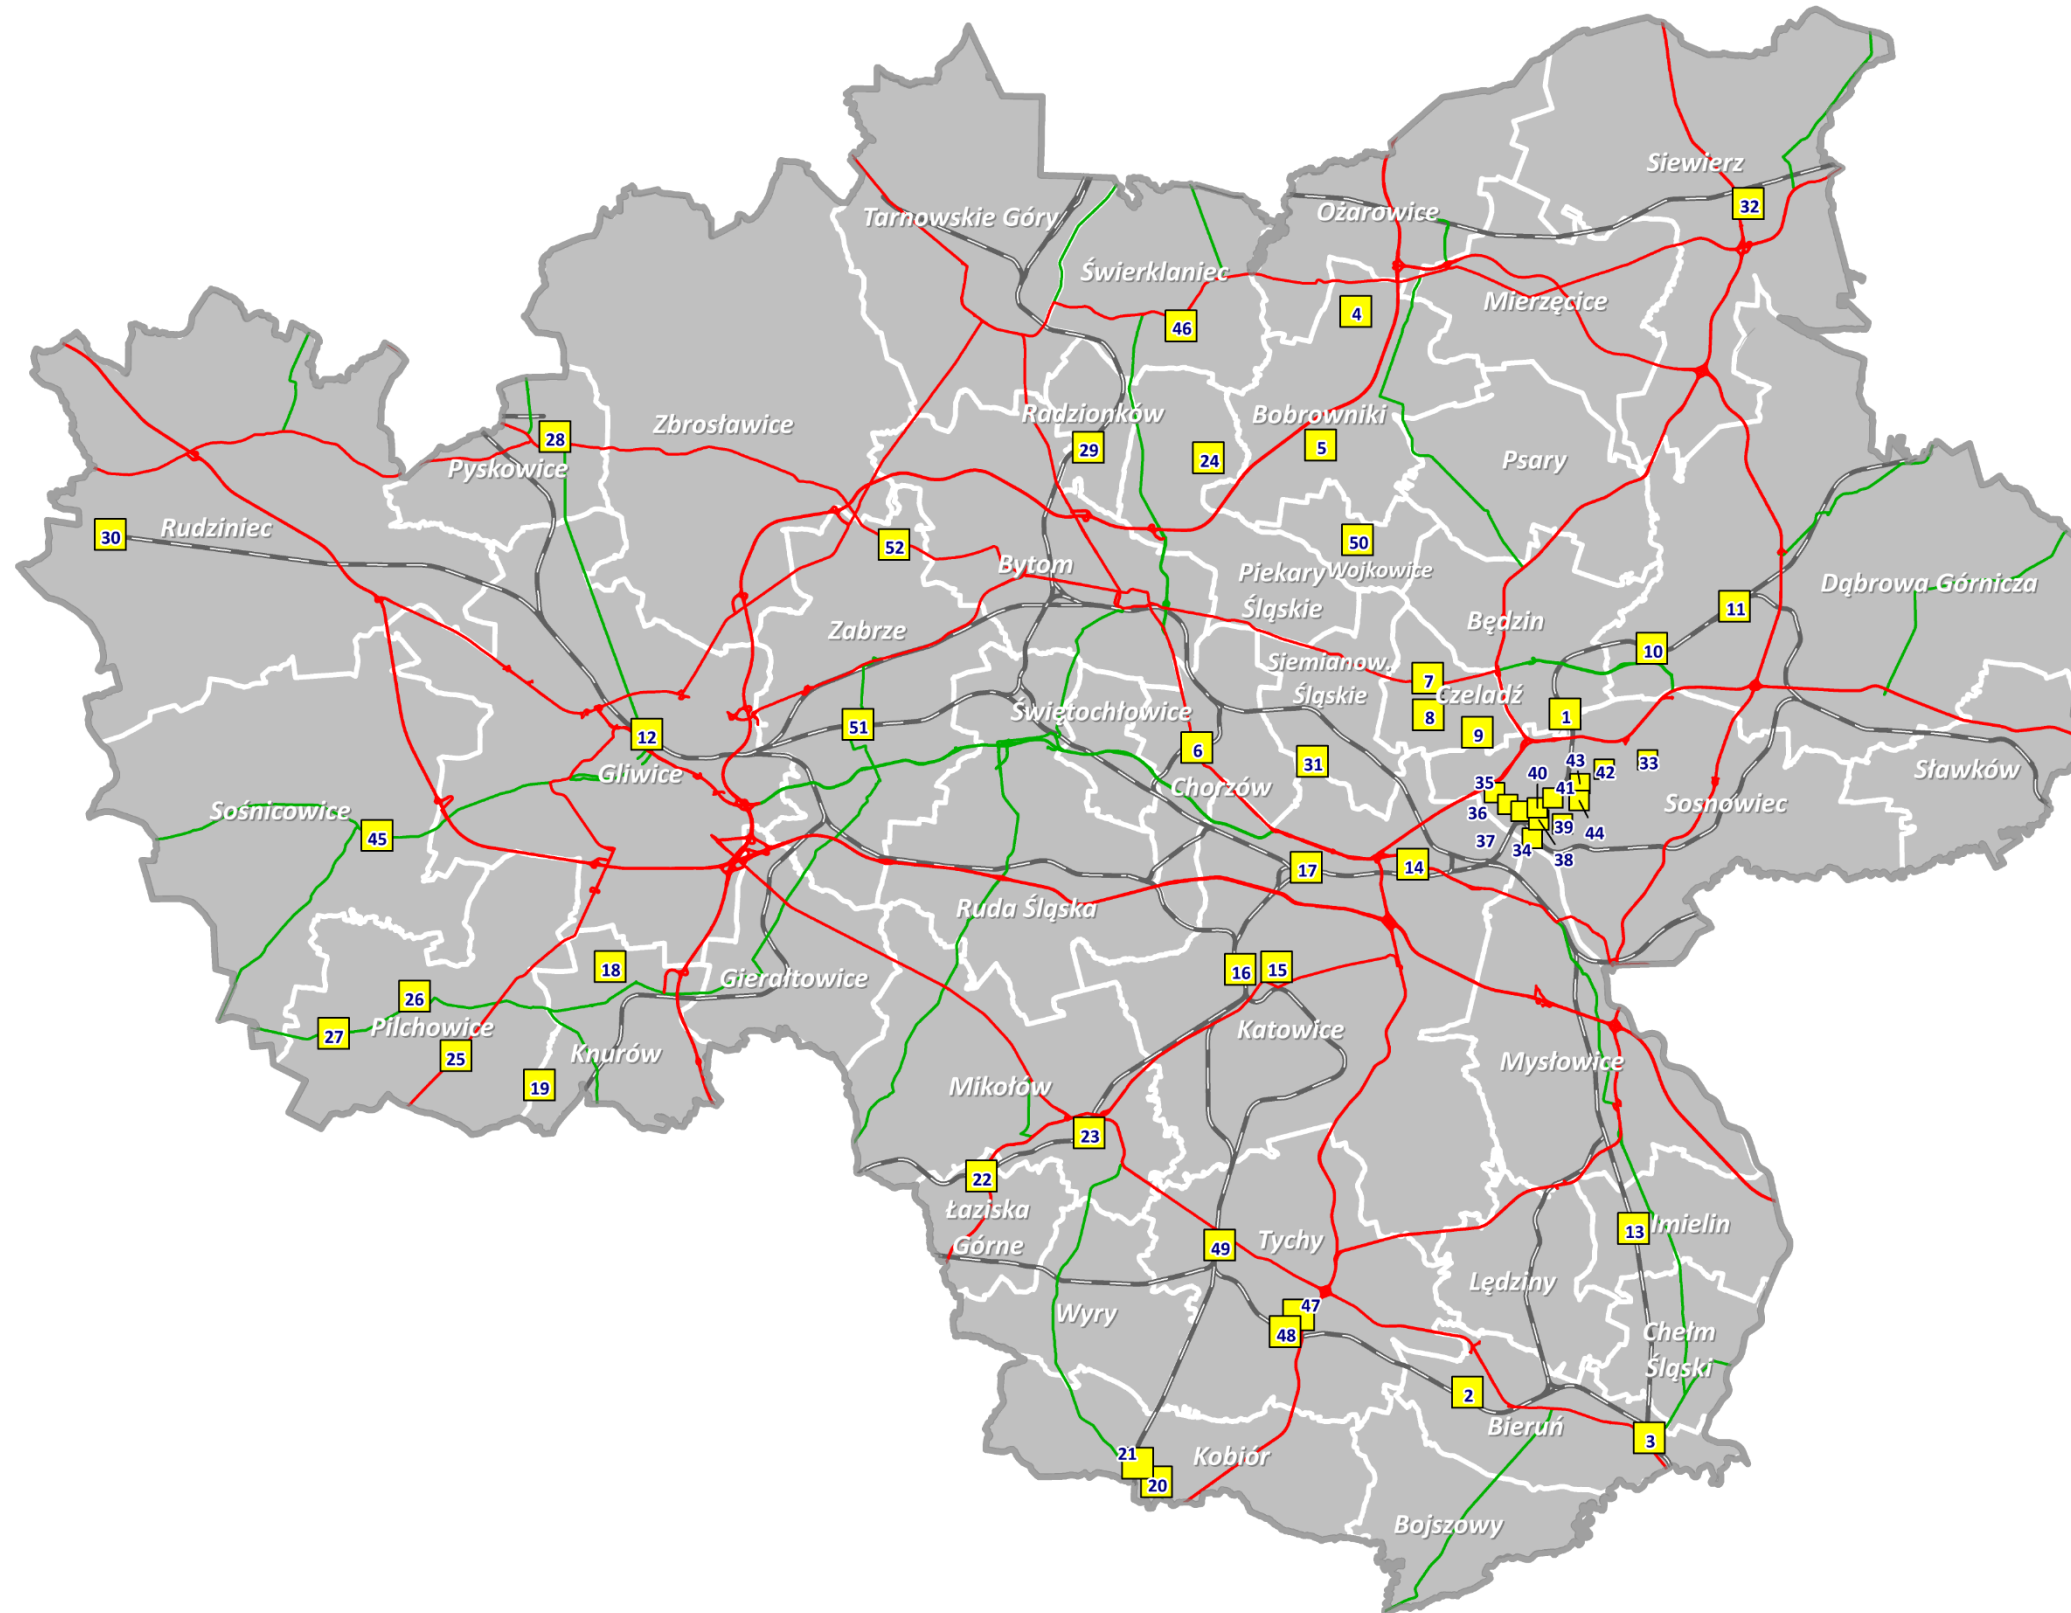 Siewierz
32
Tarnowskie Góry
Ożarowice
Świerklaniec
Mierzęcice
4
46
Zbrosławice
Radzionków
Bobrowniki
28
29
24
5
Psary
Pyskowice
30
Rudziniec
52
50
Bytom
Piekary
Śląskie
Wojkowice
Dąbrowa Górnicza
11
Będzin
Zabrze
10
Siemianow.
Śląskie
7
Czeladź
8
1
9
Świętochłowice
51
12
6
31
Gliwice
Chorzów
43
42
33
Sławków
40
35
41
36
Sosnowiec
39
44
37
34
38
Sośnicowice
45
17
14
Ruda Śląska
18
Gierałtowice
16
15
26
27
Pilchowice
25
Katowice
Knurów
19
Mikołów
Mysłowice
23
22
Łaziska
Górne
13
Imielin
49
Tychy
Lędziny
Wyry
47
48
Chełm
Śląski
2
Bieruń
3
21
20
Kobiór
Bojszowy